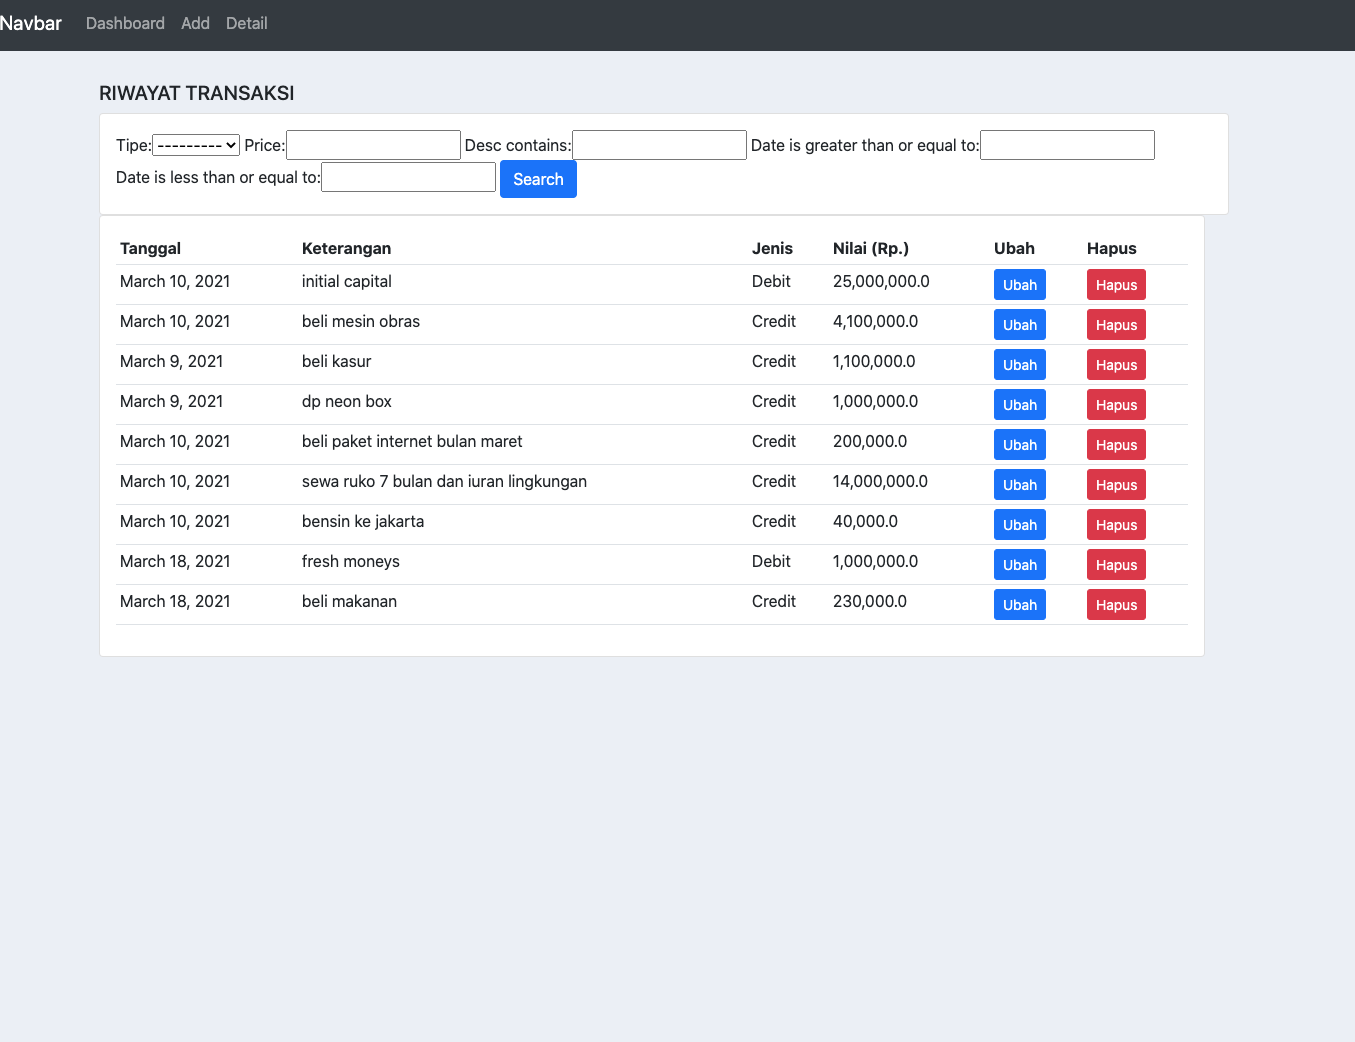 Navbar Dashboard Add Detail
RIWAYAT TRANSAKSI
Tipe: --------- Price: Desc contains: Date is greater than or equal to:
Date is less than or equal to: Search
Tanggal Keterangan Jenis Nilai (Rp.) Ubah Hapus
March 10, 2021 initial capital Debit 25,000,000.0 Ubah Hapus
March 10, 2021 beli mesin obras Credit 4,100,000.0 Ubah Hapus
March 9, 2021 beli kasur Credit 1,100,000.0 Ubah Hapus
March 9, 2021 dp neon box Credit 1,000,000.0 Ubah Hapus
March 10, 2021 beli paket internet bulan maret Credit 200,000.0 Ubah Hapus
March 10, 2021 sewa ruko 7 bulan dan iuran lingkungan Credit 14,000,000.0 Ubah Hapus
March 10, 2021 bensin ke jakarta Credit 40,000.0 Ubah Hapus
March 18, 2021 fresh moneys Debit 1,000,000.0 Ubah Hapus
March 18, 2021 beli makanan Credit 230,000.0 Ubah Hapus